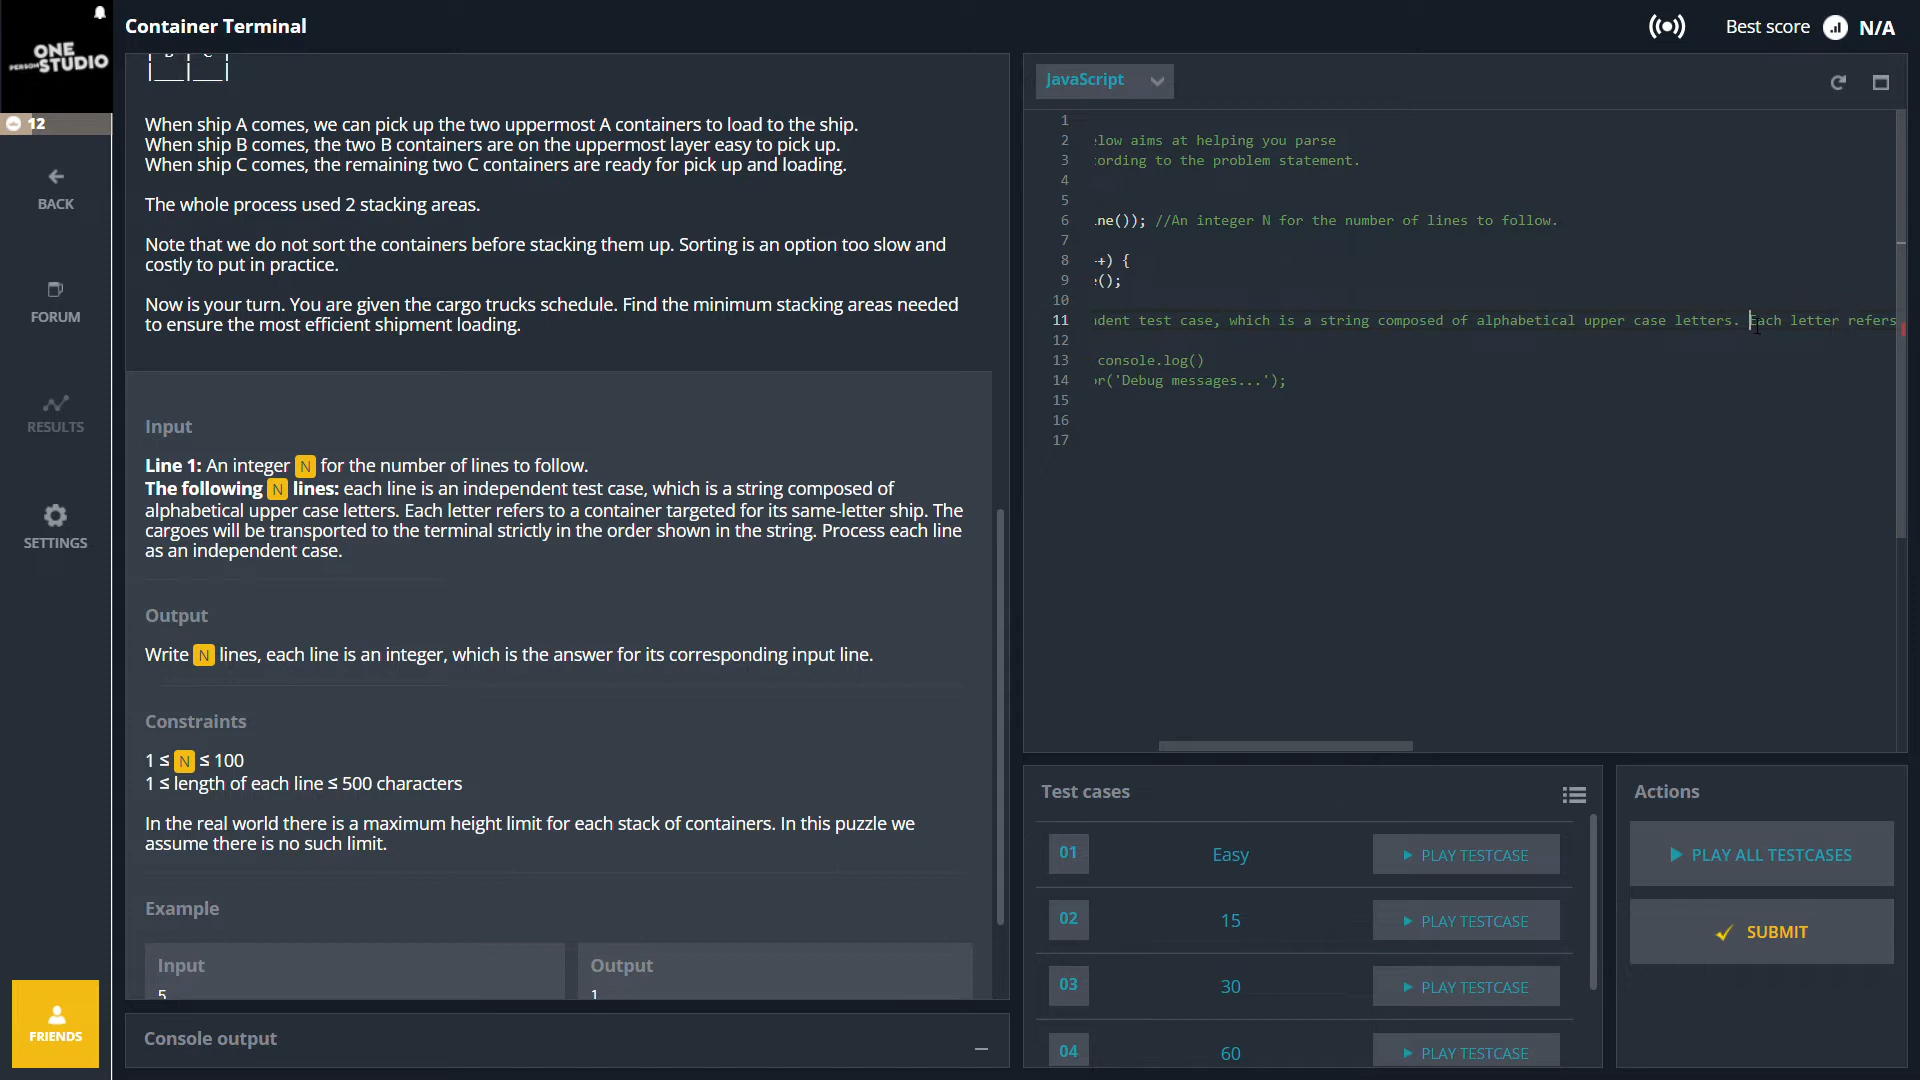 ONE
PERSON STUDIO
12
BACK
FORUM
RESULTS
SETTINGS
FRIENDS
Container Terminal
Best score N/A
|___|___|
When ship A comes, we can pick up the two uppermost A containers to load to the ship.
When ship B comes, the two B containers are on the uppermost layer easy to pick up.
When ship C comes, the remaining two C containers are ready for pick up and loading.
The whole process used 2 stacking areas.
Note that we do not sort the containers before stacking them up. Sorting is an option too slow and
costly to put in practice.
Now is your turn. You are given the cargo trucks schedule. Find the minimum stacking areas needed
to ensure the most efficient shipment loading.
Input
Line 1: An integer N for the number of lines to follow.
The following N lines: each line is an independent test case, which is a string composed of
alphabetical upper case letters. Each letter refers to a container targeted for its same-letter ship. The
cargoes will be transported to the terminal strictly in the order shown in the string. Process each line
as an independent case.
Output
Write N lines, each line is an integer, which is the answer for its corresponding input line.
Constraints
1 ≤ N ≤ 100
1 ≤ length of each line ≤ 500 characters
In the real world there is a maximum height limit for each stack of containers. In this puzzle we
assume there is no such limit.
Example
Input
5
Output
1
Console output
JavaScript
1
2 elow aims at helping you parse
3 cording to the problem statement.
4
5
6 ine()); //An integer N for the number of lines to follow.
7
8 ++) {
9 e();
10
11 ndent test case, which is a string composed of alphabetical upper case letters. Each letter refers
12
13 console.log()
14 or('Debug messages...');
15
16
17
Test cases
01 Easy PLAY TESTCASE
02 15 PLAY TESTCASE
03 30 PLAY TESTCASE
04 60 PLAY TESTCASE
Actions
PLAY ALL TESTCASES
SUBMIT